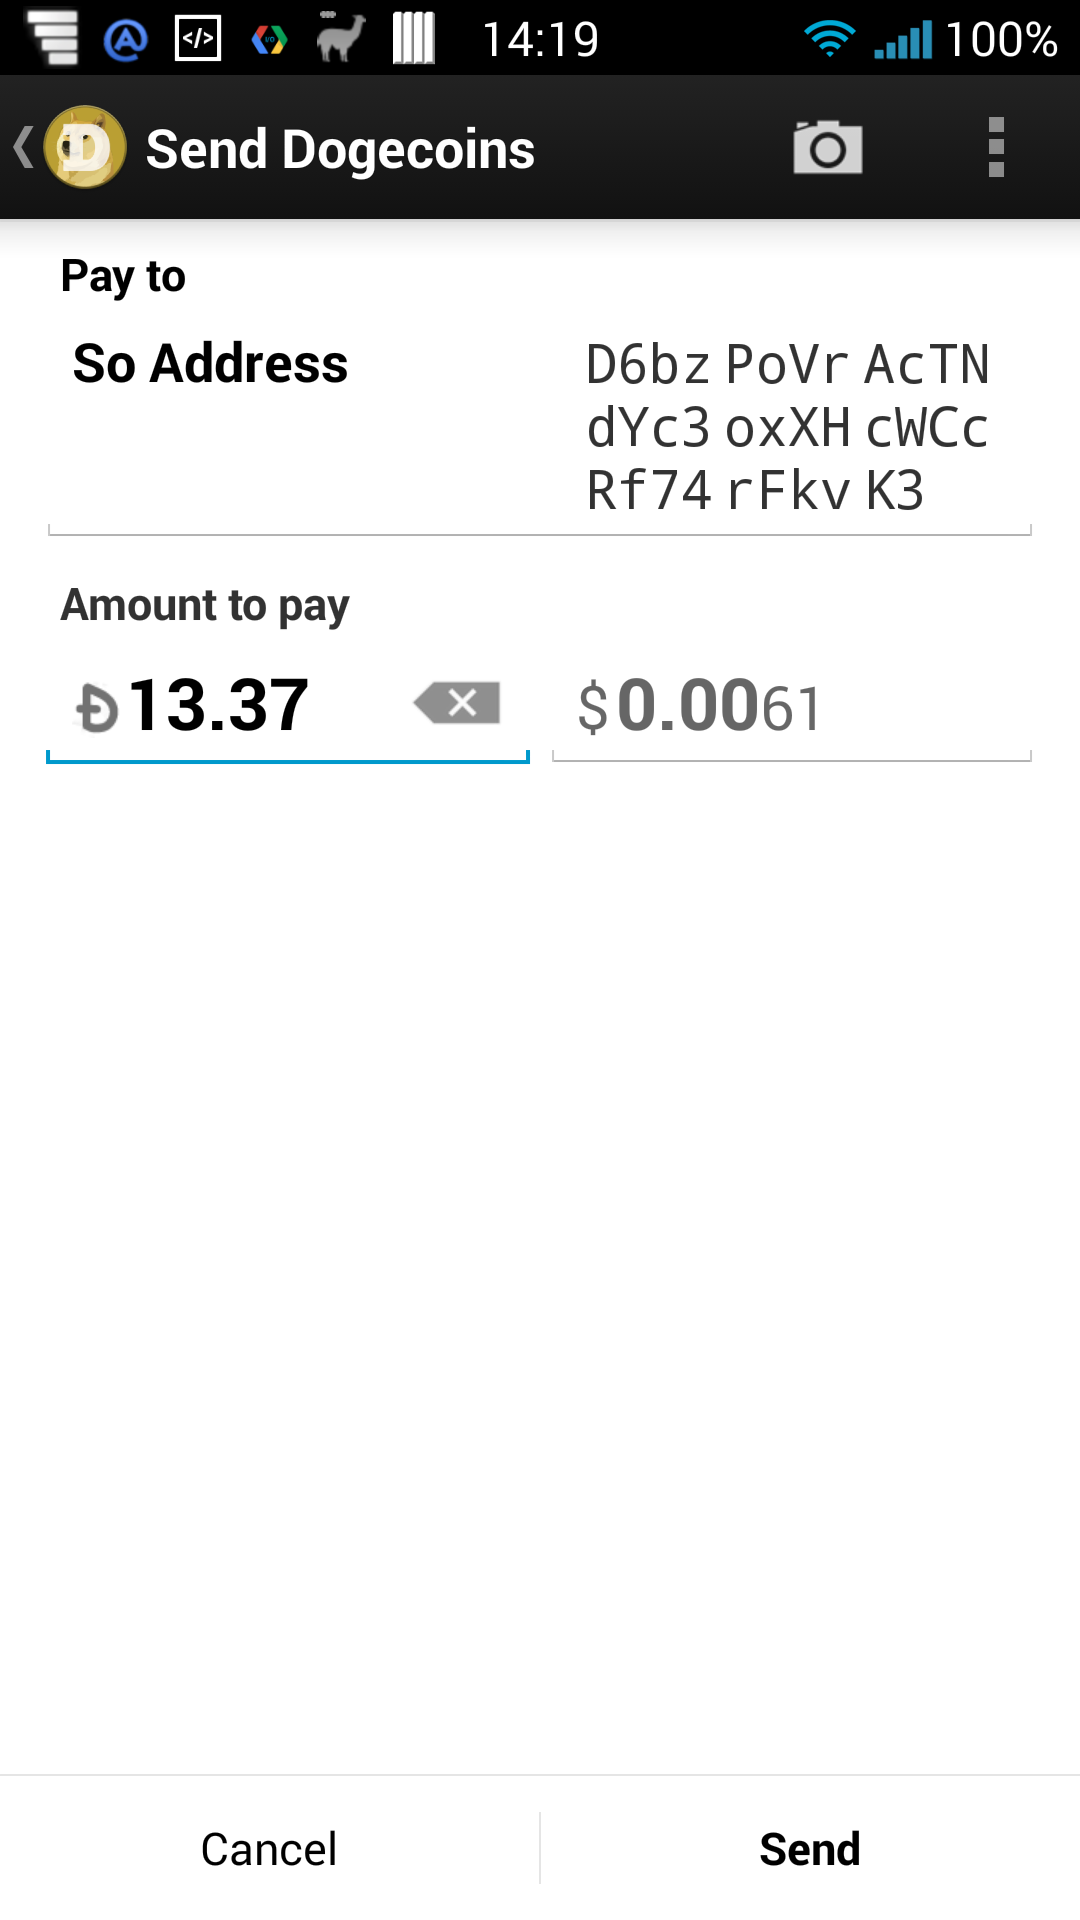 14:19 100%
D Send Dogecoins
Pay to
So Address D6bz PoVr AcTN
dYc3 oxXH cWCc
Rf74 rFkv K3
Amount to pay
Ð13.37 $0.0061
Cancel Send